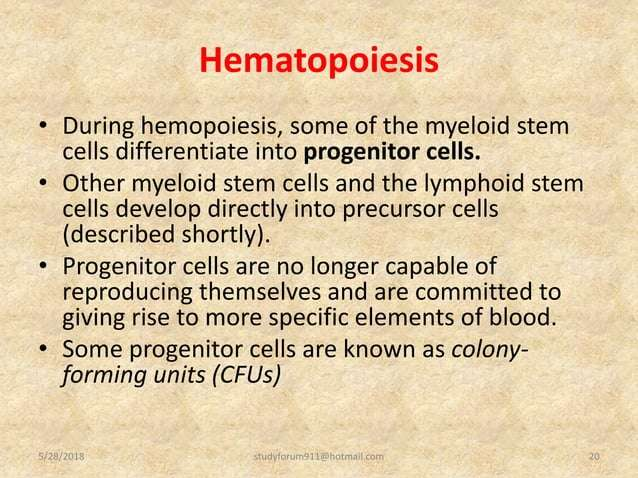 Hematopoiesis
• During hemopoiesis, some of the myeloid stem
cells differentiate into progenitor cells.
• Other myeloid stem cells and the lymphoid stem
cells develop directly into precursor cells
(described shortly).
• Progenitor cells are no longer capable of
reproducing themselves and are committed to
giving rise to more specific elements of blood.
• Some progenitor cells are known as colony-
forming units (CFUs)
5/28/2018 studyforum911@hotmail.com 20